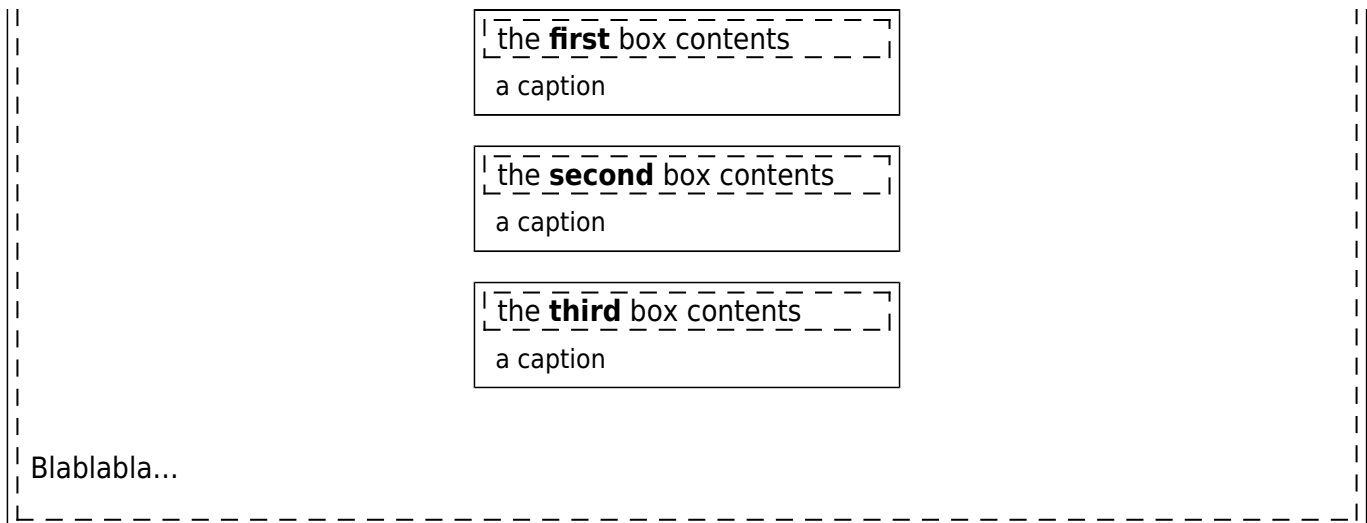 the first box contents
a caption
the second box contents
a caption
the third box contents
a caption
Blablabla...